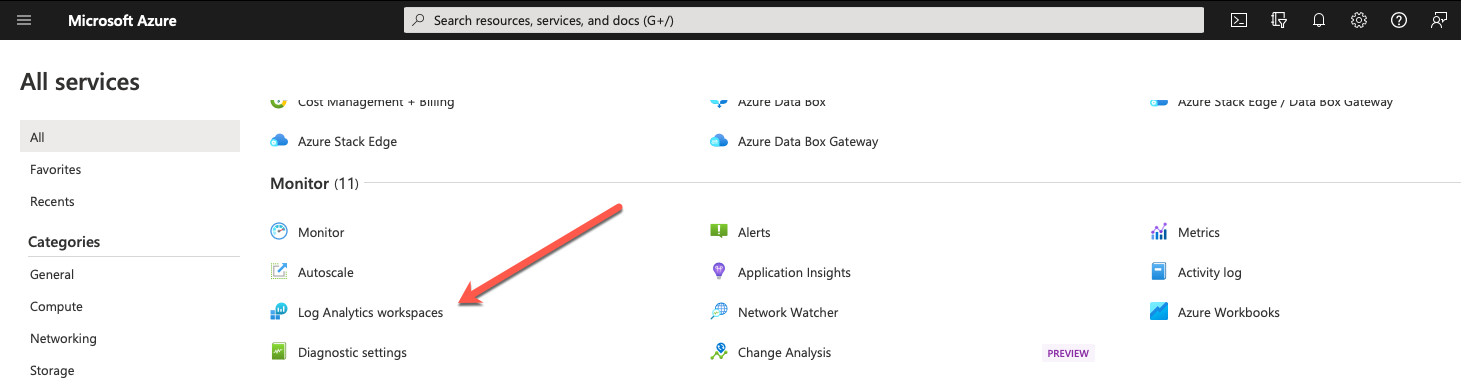 Microsoft Azure
Search resources, services, and docs (G+/)
All services
All
Favorites
Recents
Categories
General
Compute
Networking
Storage
Cost Management + Billing
Azure Data Box
Azure Stack Edge / Data Box Gateway
Azure Stack Edge
Azure Data Box Gateway
Monitor (11)
Monitor
Alerts
Metrics
Autoscale
Application Insights
Activity log
Log Analytics workspaces
Network Watcher
Azure Workbooks
Diagnostic settings
Change Analysis
PREVIEW